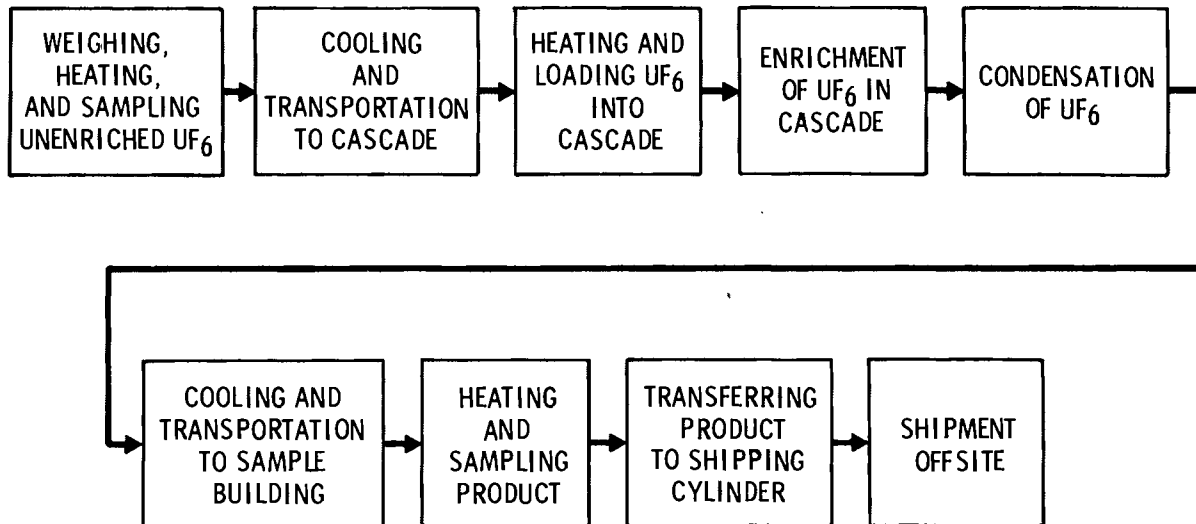 WEIGHING,
HEATING,
AND SAMPLING
UNENRICHED UF6
COOLING
AND
TRANSPORTATION
TO CASCADE
HEATING AND
LOADING UF6
INTO
CASCADE
ENRICHMENT
OF UF6 IN
CASCADE
CONDENSATION
OF UF6
COOLING AND
TRANSPORTATION
TO SAMPLE
BUILDING
HEATING
AND
SAMPLING
PRODUCT
TRANSFERRING
PRODUCT
TO SHIPPING
CYLINDER
SHIPMENT
OFFSITE